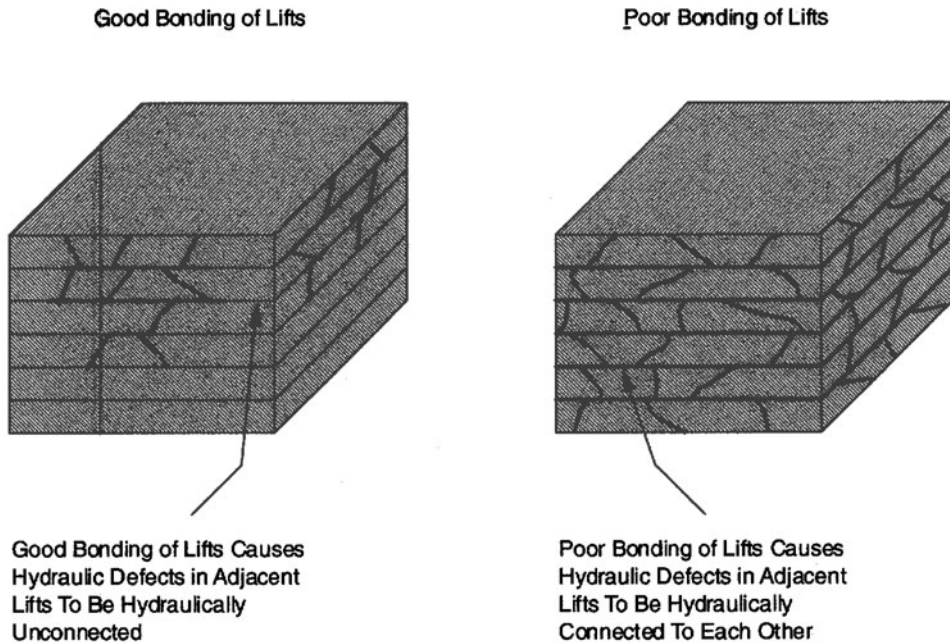 Good Bonding of Lifts
Poor Bonding of Lifts
Good Bonding of Lifts Causes
Hydraulic Defects in Adjacent
Lifts To Be Hydraulically
Unconnected
Poor Bonding of Lifts Causes
Hydraulic Defects in Adjacent
Lifts To Be Hydraulically
Connected To Each Other